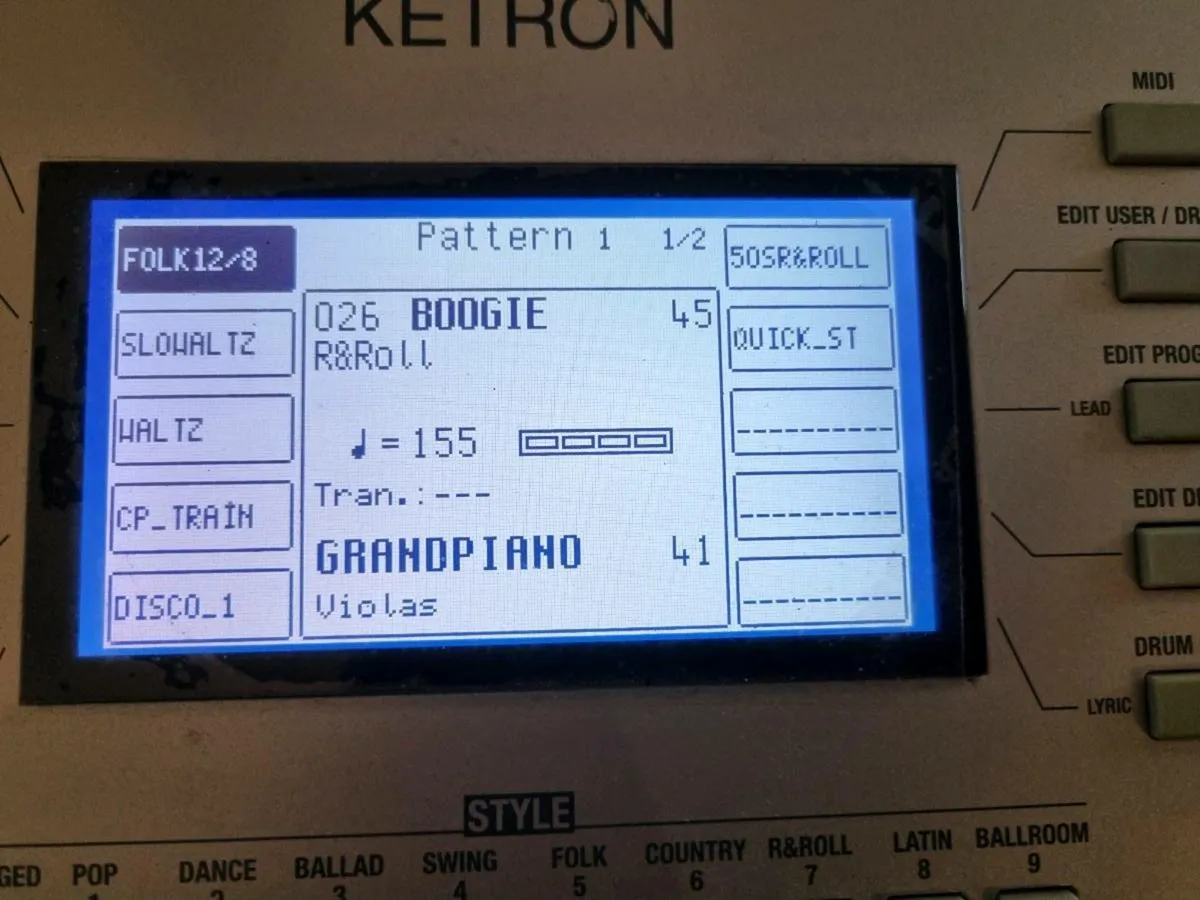 KETRON
MIDI
EDIT USER / DR
EDIT PROG
LEAD
EDIT DR
DRUM
LYRIC
Pattern 1 1/2
FOLK12/8
SLOWALTZ
WALTZ
CP_TRAIN
DISCO_1
026 BOOGIE 45
R&Roll
♩= 155
Tran.:---
GRANDPIANO 41
Violas
50SR&ROLL
QUICK_ST
----------
----------
----------
STYLE
GED POP DANCE BALLAD SWING FOLK COUNTRY R&ROLL LATIN BALLROOM
1 2 3 4 5 6 7 8 9